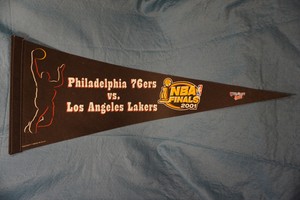 Philadelphia 76ers
vs.
Los Angeles Lakers
NBA
FINALS
2001